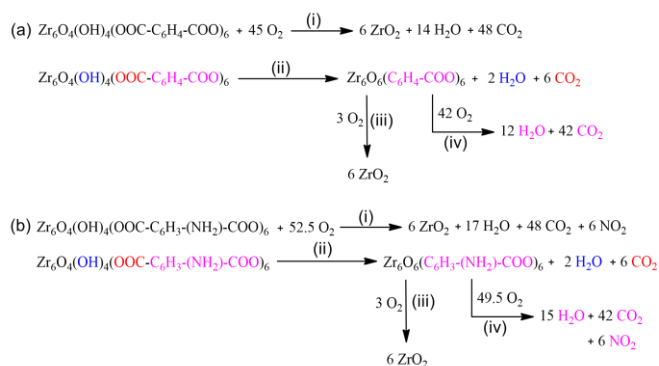 (a) Zr₆O₄(OH)₄(OOC-C₆H₄-COO)₆ + 45 O₂ (i) 6 ZrO₂ + 14 H₂O + 48 CO₂
Zr₆O₄(OH)₄(OOC-C₆H₄-COO)₆ (ii) Zr₆O₆(C₆H₄-COO)₆ + 2 H₂O + 6 CO₂
3 O₂ (iii) 42 O₂
(iv) 12 H₂O + 42 CO₂
6 ZrO₂
(b) Zr₆O₄(OH)₄(OOC-C₆H₃-(NH₂)-COO)₆ + 52.5 O₂ (i) 6 ZrO₂ + 17 H₂O + 48 CO₂ + 6 NO₂
Zr₆O₄(OH)₄(OOC-C₆H₃-(NH₂)-COO)₆ (ii) Zr₆O₆(C₆H₃-(NH₂)-COO)₆ + 2 H₂O + 6 CO₂
3 O₂ (iii) 49.5 O₂
(iv) 15 H₂O + 42 CO₂
+ 6 NO₂
6 ZrO₂